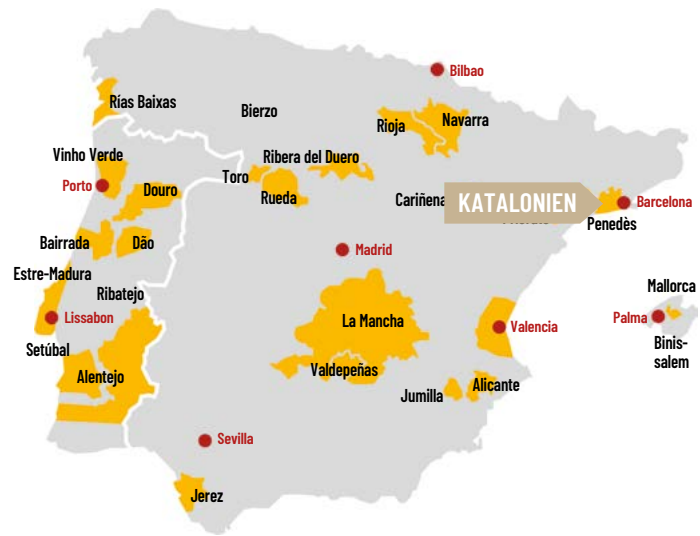 Bilbao
Rías Baixas
Bierzo
Rioja
Navarra
Vinho Verde
Ribera del Duero
Toro
Porto
Douro
Rueda
Cariñena
KATALONIEN
Barcelona
Penedès
Bairrada
Dão
Madrid
Estre-Madura
Ribatejo
Mallorca
Lissabon
La Mancha
Valencia
Palma
Setúbal
Binis-
salem
Alentejo
Valdepeñas
Jumilla
Alicante
Sevilla
Jerez